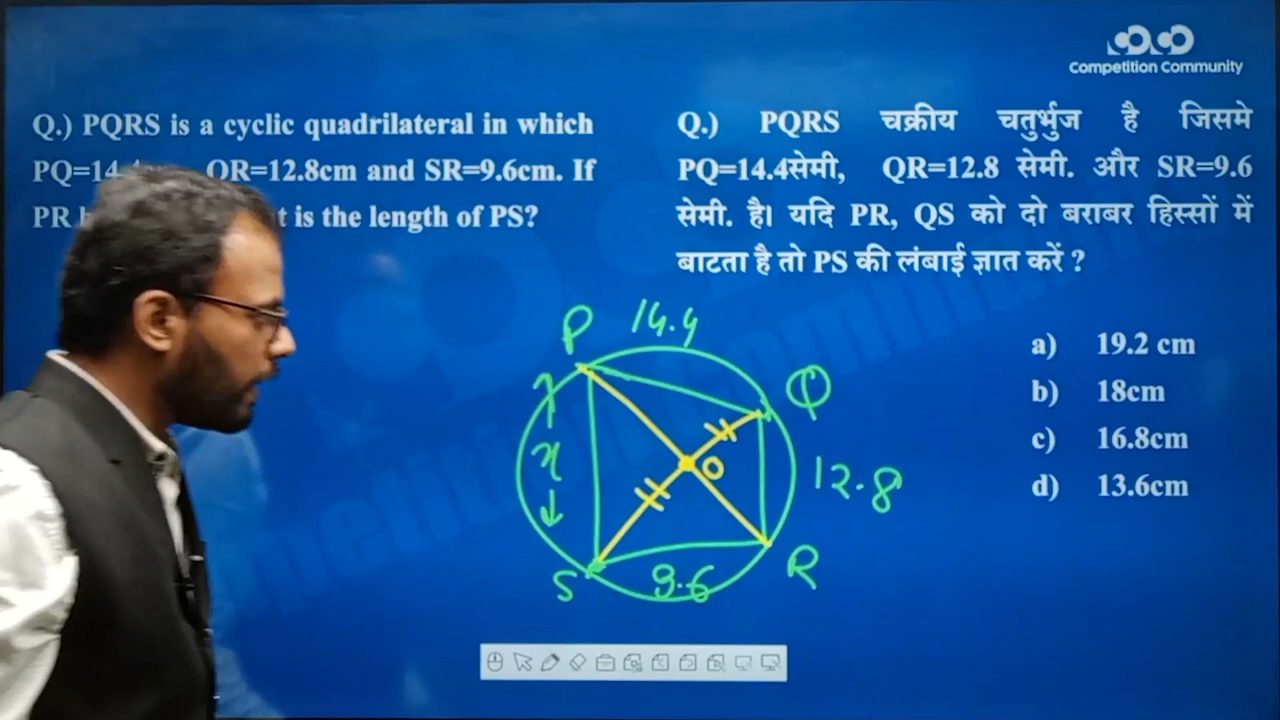 Competition Community
Q.) PQRS is a cyclic quadrilateral in which
PQ=14. QR=12.8cm and SR=9.6cm. If
PR is the length of PS?
Q.) PQRS चक्रीय चतुर्भुज है जिसमे
PQ=14.4सेमी, QR=12.8 सेमी. और SR=9.6
सेमी. है। यदि PR, QS को दो बराबर हिस्सों में
बाटता है तो PS की लंबाई ज्ञात करें ?
P 14.4
Q
x
O
12.8
S 9.6 R
a) 19.2 cm
b) 18cm
c) 16.8cm
d) 13.6cm